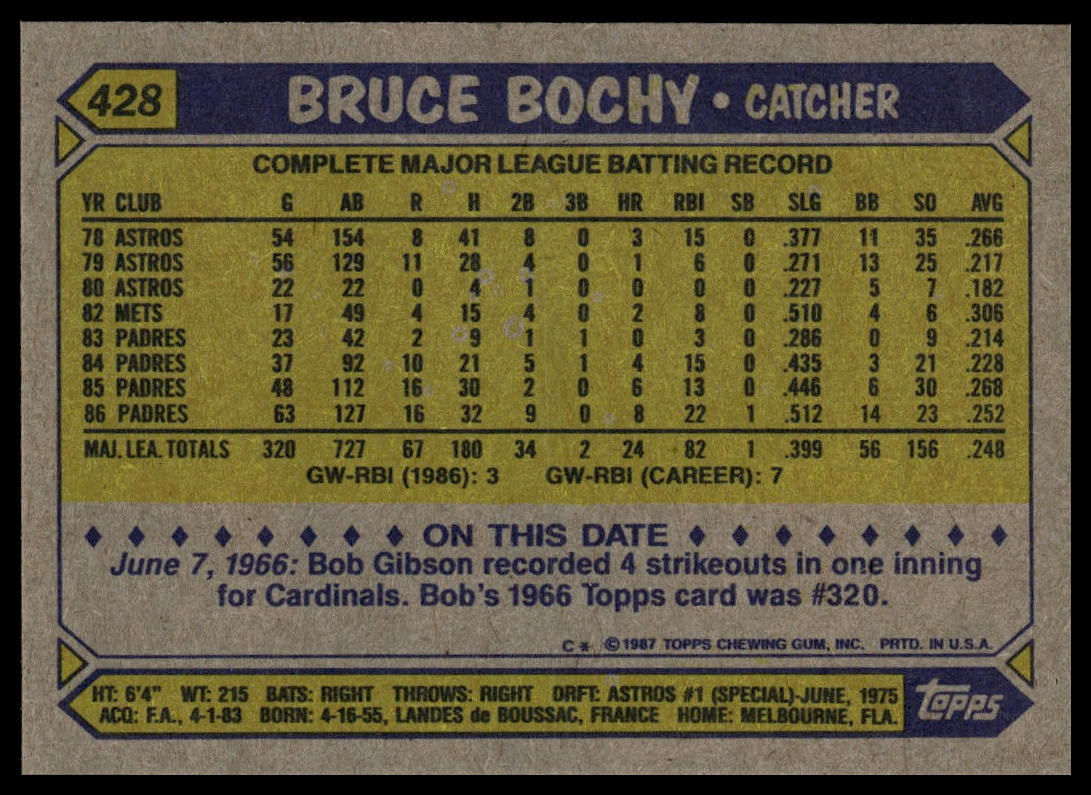 428 BRUCE BOCHY • CATCHER
COMPLETE MAJOR LEAGUE BATTING RECORD
YR CLUB G AB R H 2B 3B HR RBI SB SLG BB SO AVG
78 ASTROS 54 154 8 41 8 0 3 15 0 .377 11 35 .266
79 ASTROS 56 129 11 28 4 0 1 6 0 .271 13 25 .217
80 ASTROS 22 22 0 4 1 0 0 0 0 .227 5 7 .182
82 METS 17 49 4 15 4 0 2 8 0 .510 4 6 .306
83 PADRES 23 42 2 9 1 1 0 3 0 .286 0 9 .214
84 PADRES 37 92 10 21 5 1 4 15 0 .435 3 21 .228
85 PADRES 48 112 16 30 2 0 6 13 0 .446 6 30 .268
86 PADRES 63 127 16 32 9 0 8 22 1 .512 14 23 .252
MAJ. LEA. TOTALS 320 727 67 180 34 2 24 82 1 .399 56 156 .248
GW-RBI (1986): 3 GW-RBI (CAREER): 7
ON THIS DATE
June 7, 1966: Bob Gibson recorded 4 strikeouts in one inning
for Cardinals. Bob's 1966 Topps card was #320.
C* ©1987 TOPPS CHEWING GUM, INC. PRTD. IN U.S.A.
HT: 6'4" WT: 215 BATS: RIGHT THROWS: RIGHT DRFT: ASTROS #1 (SPECIAL)-JUNE, 1975
ACQ: F.A., 4-1-83 BORN: 4-16-55, LANDES de BOUSSAC, FRANCE HOME: MELBOURNE, FLA.
topps